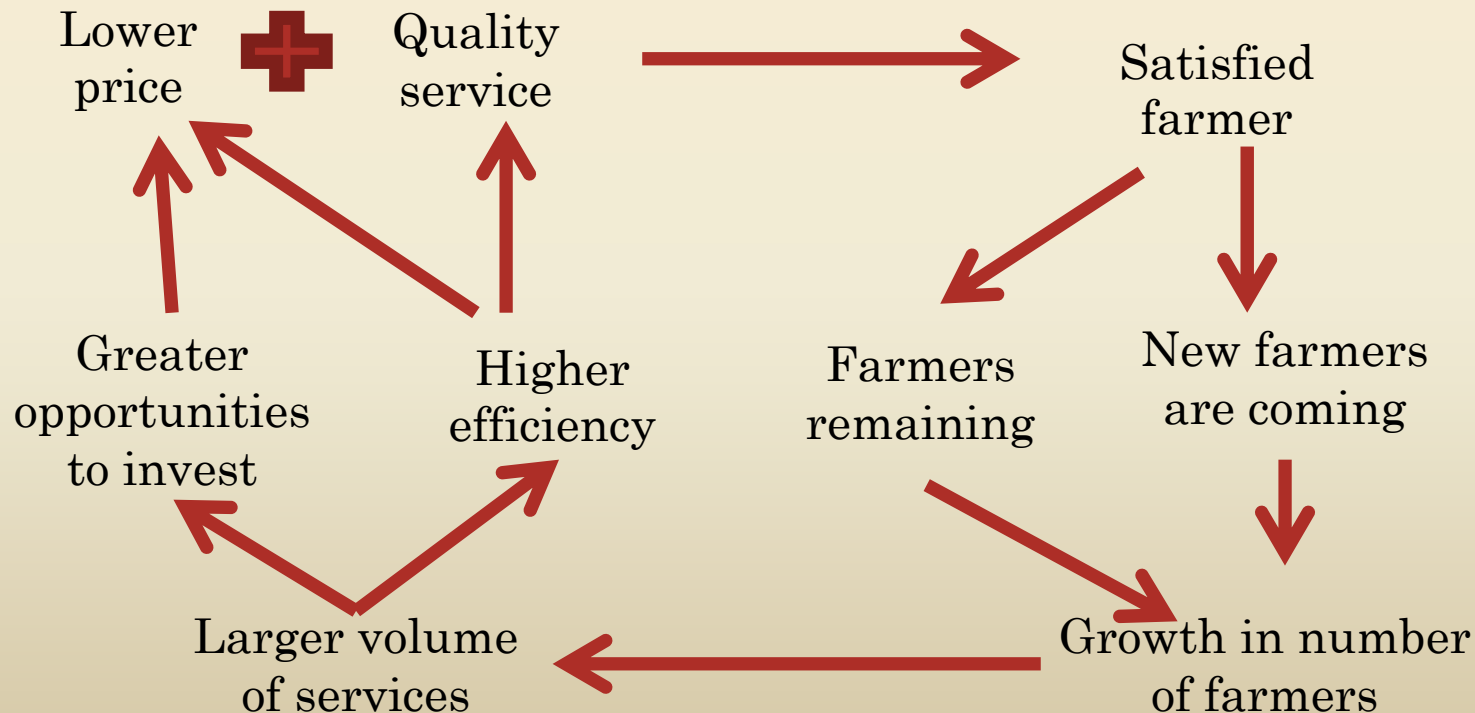 Lower
price
Quality
service
Satisfied
farmer
Greater
opportunities
to invest
Higher
efficiency
Farmers
remaining
New farmers
are coming
Larger volume
of services
Growth in number
of farmers